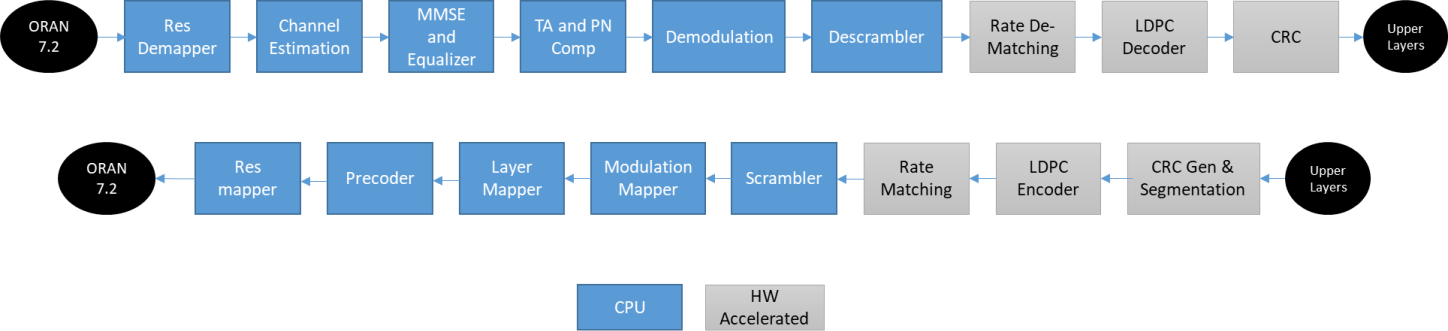 ORAN
7.2
Res
Demapper
Channel
Estimation
MMSE
and
Equalizer
TA and PN
Comp
Demodulation
Descrambler
Rate De-
Matching
LDPC
Decoder
CRC
Upper
Layers
ORAN
7.2
Res
mapper
Precoder
Layer
Mapper
Modulation
Mapper
Scrambler
Rate
Matching
LDPC
Encoder
CRC Gen &
Segmentation
Upper
Layers
CPU
HW
Accelerated